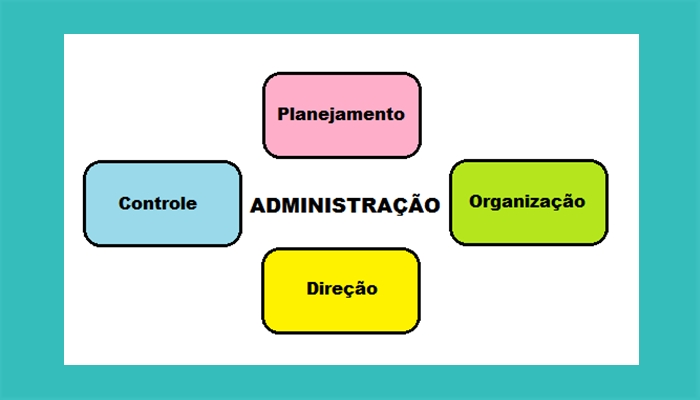 Planejamento
Controle
ADMINISTRAÇÃO
Organização
Direção